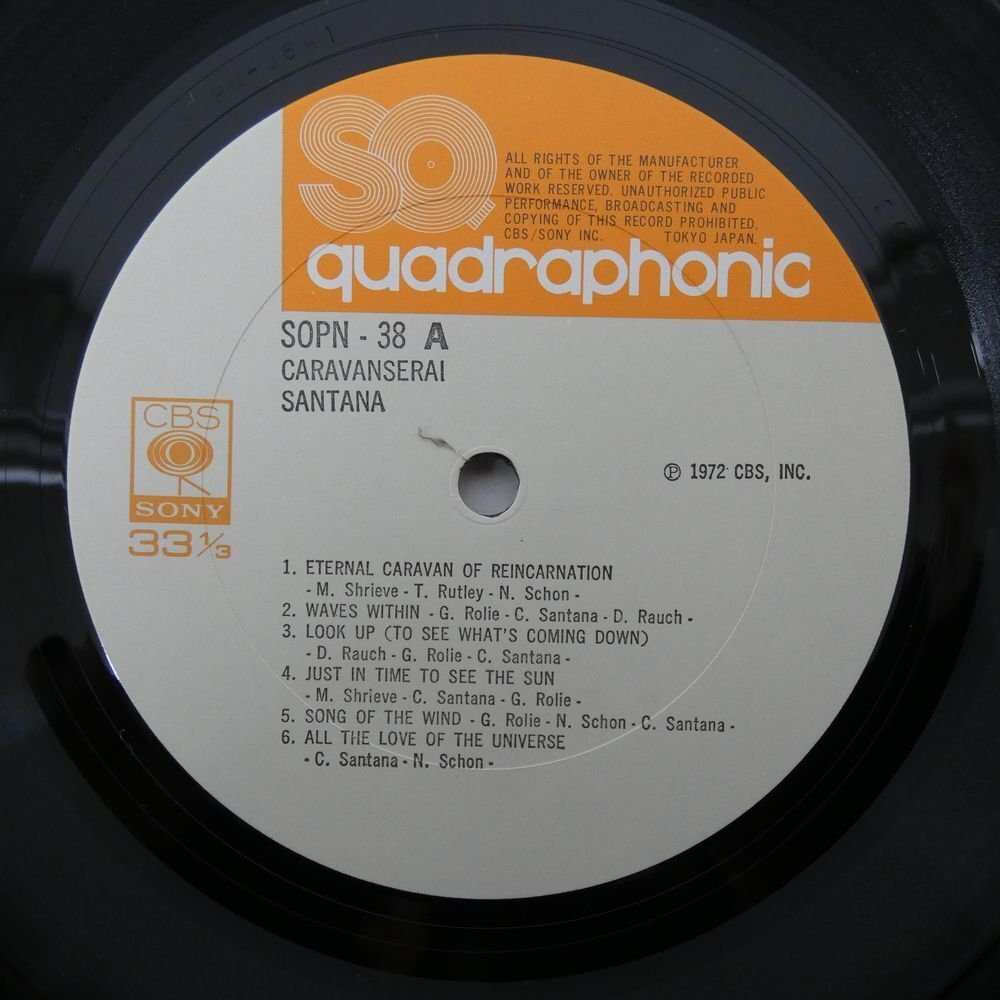 SQ
ALL RIGHTS OF THE MANUFACTURER
AND OF THE OWNER OF THE RECORDED
WORK RESERVED. UNAUTHORIZED PUBLIC
PERFORMANCE, BROADCASTING AND
COPYING OF THIS RECORD PROHIBITED.
CBS/SONY INC. TOKYO JAPAN.
quadraphonic
SOPN - 38 A
CARAVANSERAI
SANTANA
CBS
SONY
33⅓
℗ 1972 CBS, INC.
1. ETERNAL CARAVAN OF REINCARNATION
- M. Shrieve - T. Rutley - N. Schon -
2. WAVES WITHIN - G. Rolie - C. Santana - D. Rauch -
3. LOOK UP (TO SEE WHAT'S COMING DOWN)
- D. Rauch - G. Rolie - C. Santana -
4. JUST IN TIME TO SEE THE SUN
- M. Shrieve - C. Santana - G. Rolie -
5. SONG OF THE WIND - G. Rolie - N. Schon - C. Santana -
6. ALL THE LOVE OF THE UNIVERSE
- C. Santana - N. Schon -